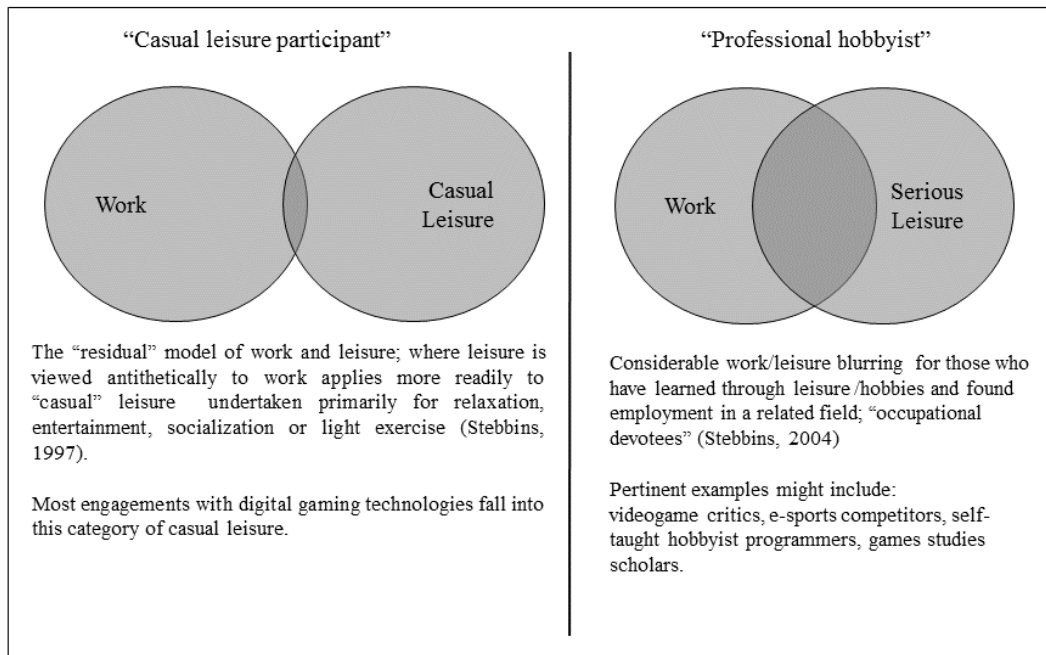 “Casual leisure participant”
Work
Casual
Leisure
The “residual” model of work and leisure; where leisure is
viewed antithetically to work applies more readily to
“casual” leisure undertaken primarily for relaxation,
entertainment, socialization or light exercise (Stebbins,
1997).
Most engagements with digital gaming technologies fall into
this category of casual leisure.
“Professional hobbyist”
Work
Serious
Leisure
Considerable work/leisure blurring for those who
have learned through leisure /hobbies and found
employment in a related field; “occupational
devotees” (Stebbins, 2004)
Pertinent examples might include:
videogame critics, e-sports competitors, self-
taught hobbyist programmers, games studies
scholars.